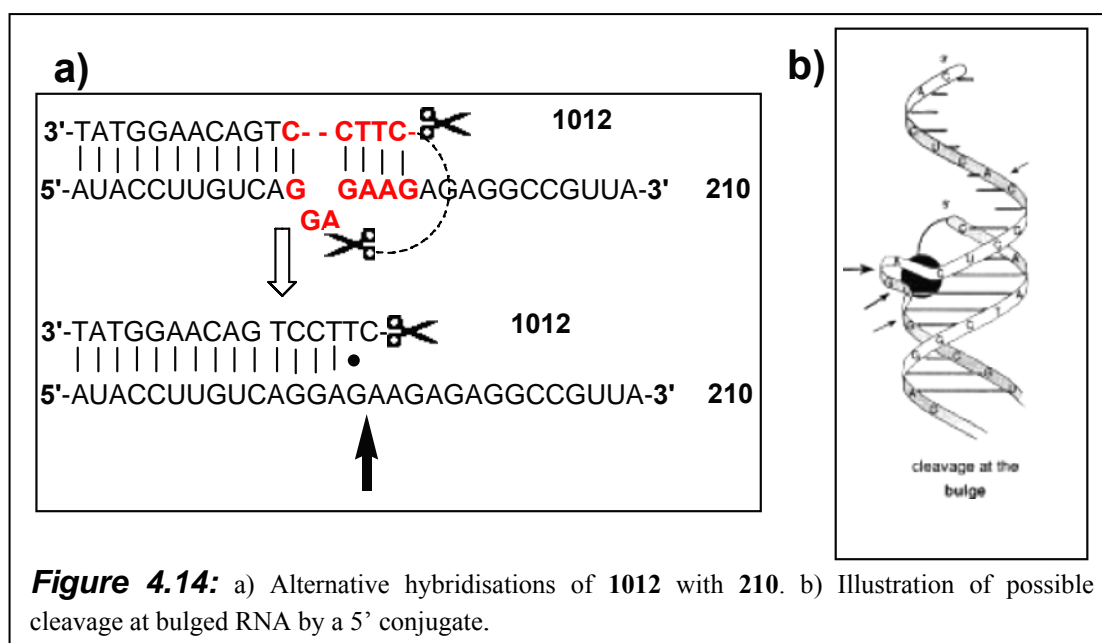 a)
3'-TATGGAACAGTC- - CTTC- 1012
5'-AUACCUUGUCAG GAAGAGAGGCCGUUA-3' 210
GA
3'-TATGGAACAG TCCTTC- 1012
5'-AUACCUUGUCAGGAGAAGAGAGGCCGUUA-3' 210
b)
cleavage at the
bulge
Figure 4.14: a) Alternative hybridisations of 1012 with 210. b) Illustration of possible
cleavage at bulged RNA by a 5' conjugate.